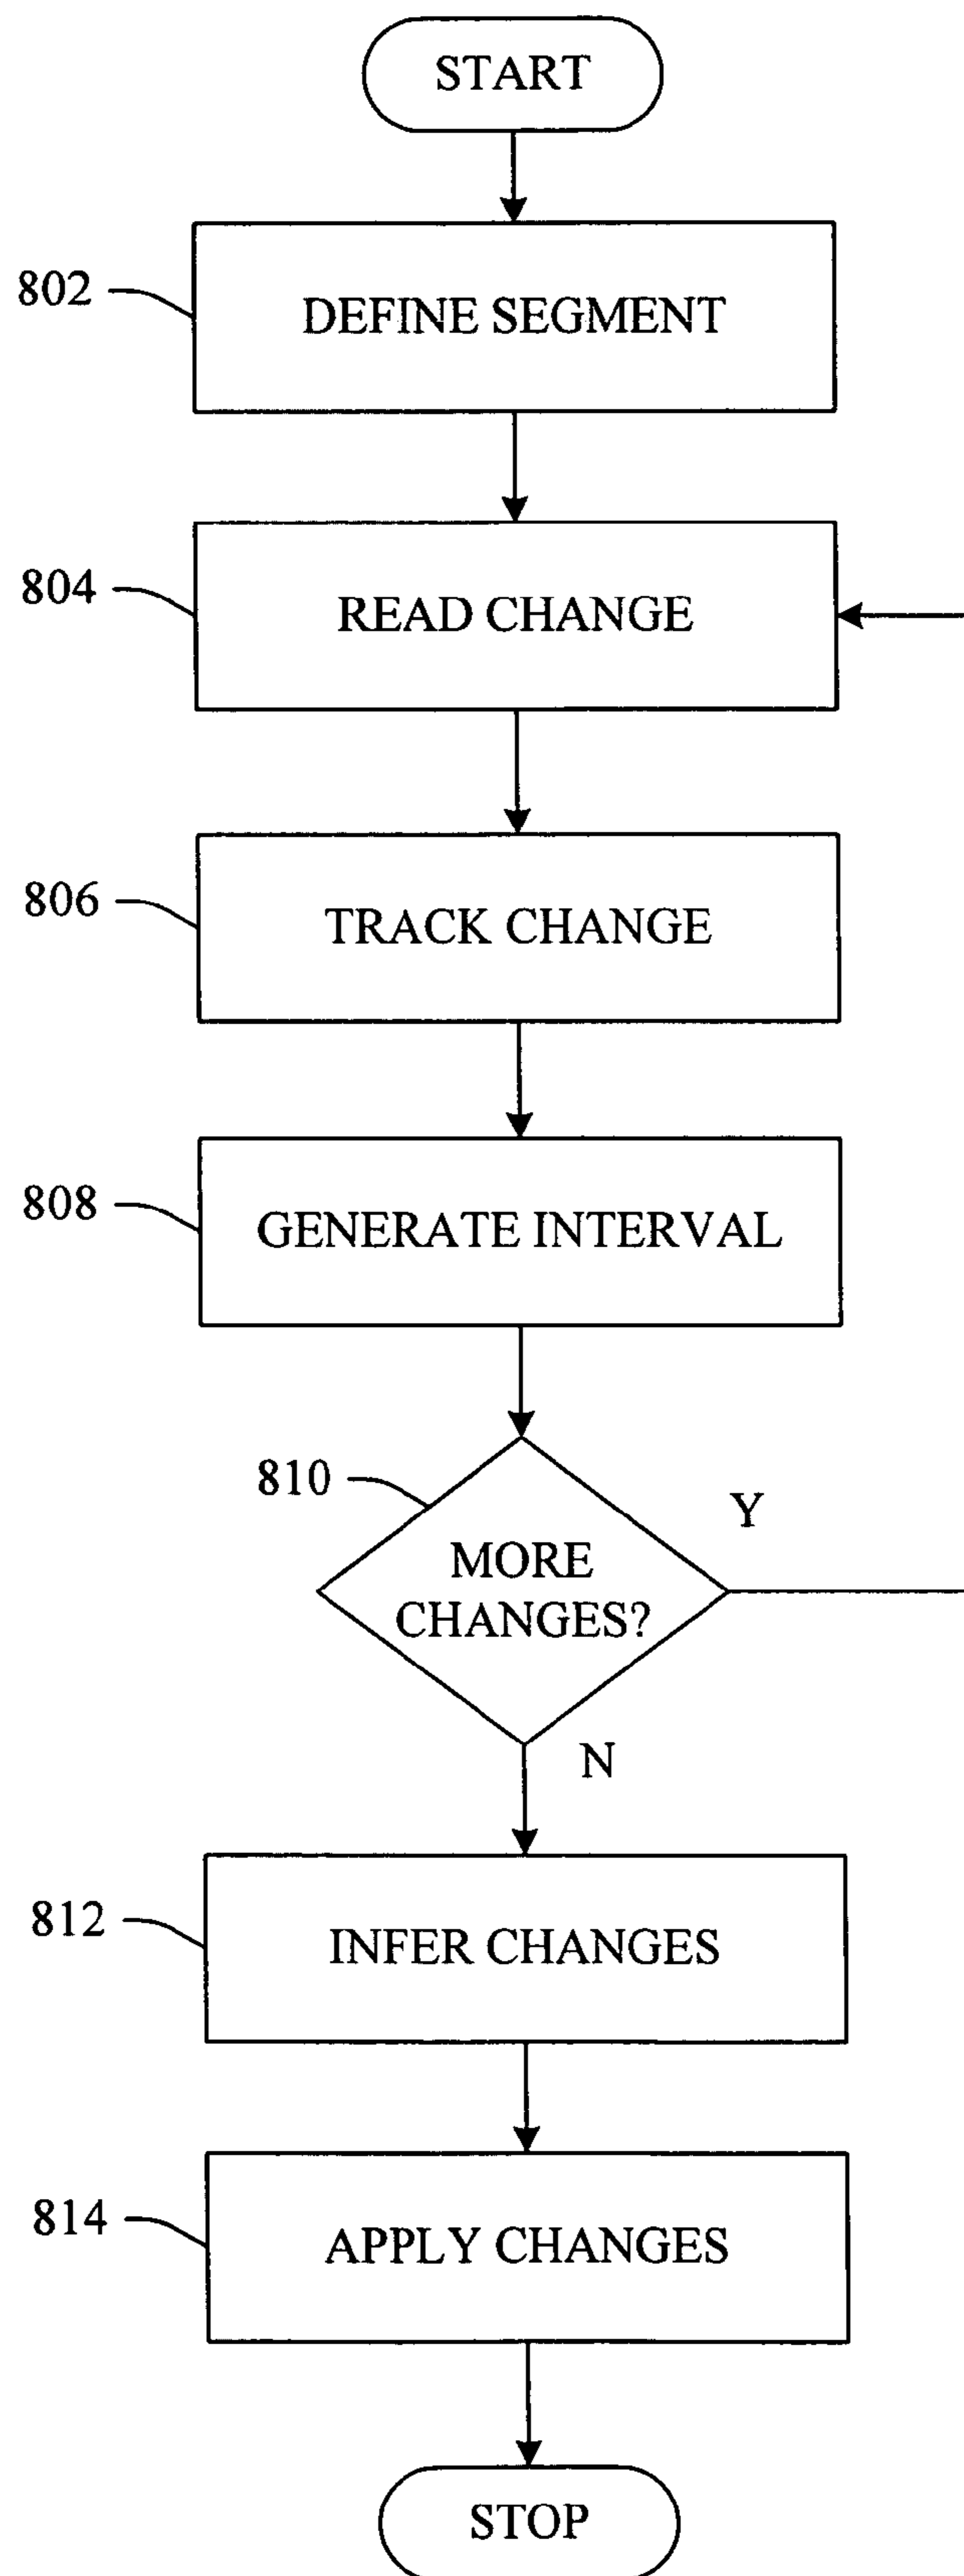 START
802
DEFINE SEGMENT
804
READ CHANGE
806
TRACK CHANGE
808
GENERATE INTERVAL
810
MORE
CHANGES?
Y
N
812
INFER CHANGES
814
APPLY CHANGES
STOP